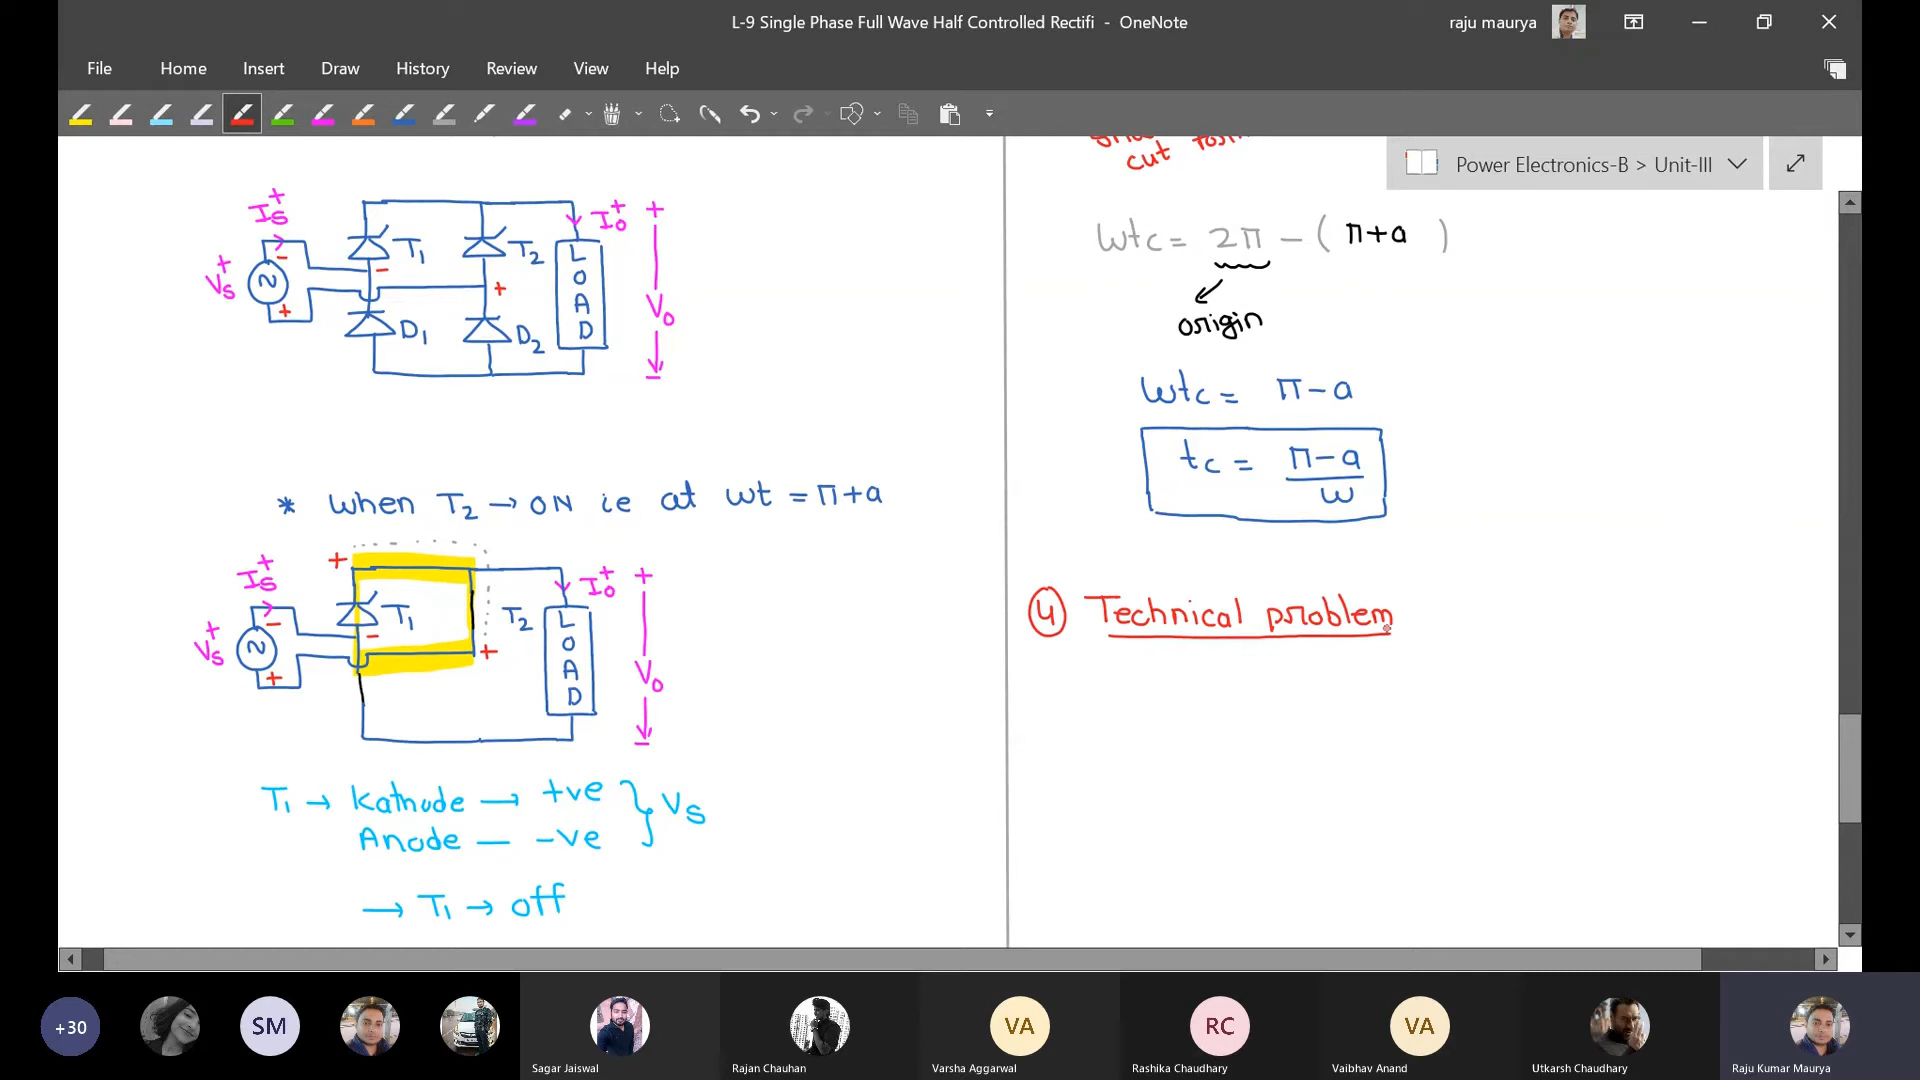 L-9 Single Phase Full Wave Half Controlled Rectifi - OneNote
raju maurya
File Home Insert Draw History Review View Help
Power Electronics-B > Unit-III
cut
Is+
Vs+
T1
T2
D1
D2
LOAD
Io+
Vo
* when T2 → ON ie at wt = π+a
Is+
Vs+
T1
T2
LOAD
Io+
Vo
T1 → Kathode → +ve } Vs
Anode — -ve
→ T1 → off
wtc = 2π - ( π+a )
origin
wtc = π-a
tc = π-a / w
4 Technical problem
+30
SM
VA
RC
VA
Sagar Jaiswal
Rajan Chauhan
Varsha Aggarwal
Rashika Chaudhary
Vaibhav Anand
Utkarsh Chaudhary
Raju Kumar Maurya